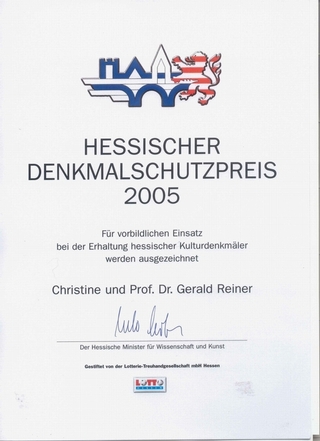 HESSISCHER
DENKMALSCHUTZPREIS
2005
Für vorbildlichen Einsatz
bei der Erhaltung hessischer Kulturdenkmäler
werden ausgezeichnet
Christine und Prof. Dr. Gerald Reiner
Der Hessische Minister für Wissenschaft und Kunst
Gestiftet von der Lotterie-Treuhandgesellschaft mbH Hessen
LOTTO
HESSEN